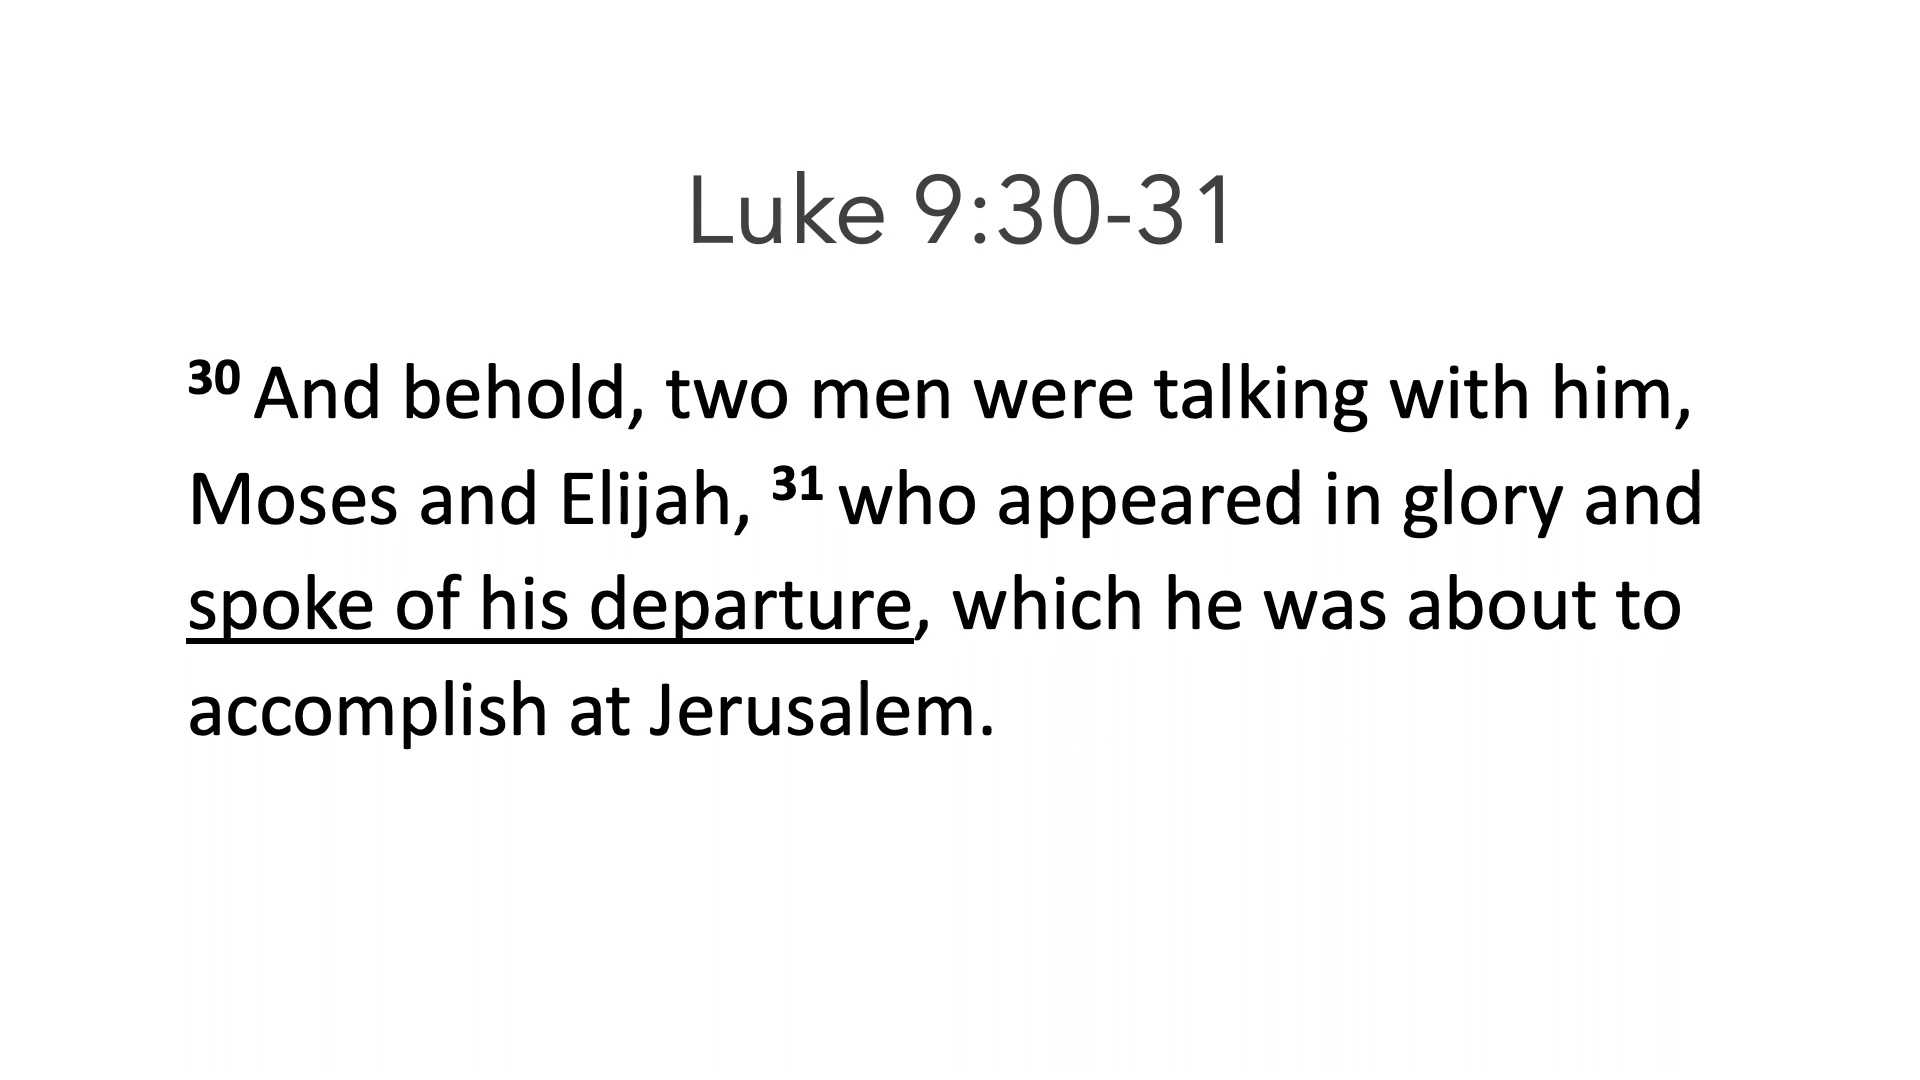 Luke 9:30-31
30 And behold, two men were talking with him,
Moses and Elijah, 31 who appeared in glory and
spoke of his departure, which he was about to
accomplish at Jerusalem.